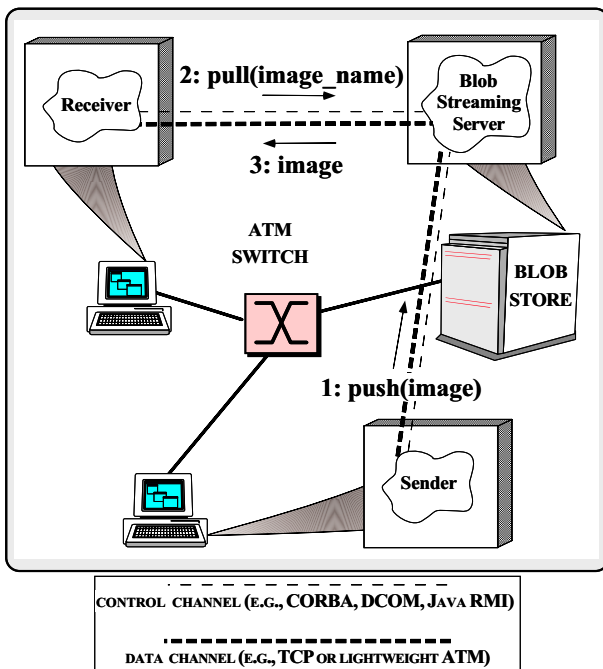 2: pull(image_name)
Receiver
Blob
Streaming
Server
3: image
ATM
SWITCH
BLOB
STORE
1: push(image)
Sender
CONTROL CHANNEL (E.G., CORBA, DCOM, JAVA RMI)
DATA CHANNEL (E.G., TCP OR LIGHTWEIGHT ATM)